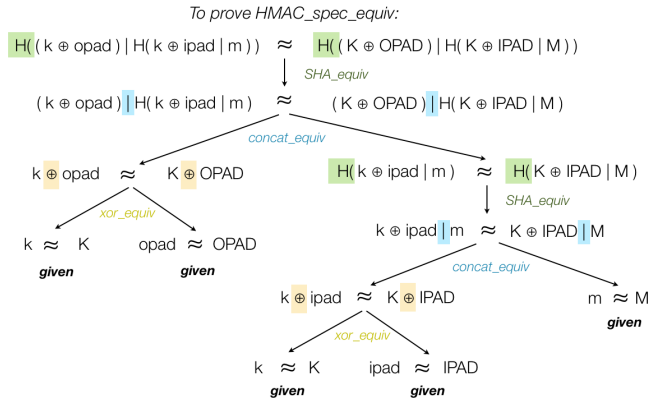 To prove HMAC_spec_equiv:
H((k ⊕ opad) | H(k ⊕ ipad | m)) ≈ H((K ⊕ OPAD) | H(K ⊕ IPAD | M))
SHA_equiv
(k ⊕ opad) | H(k ⊕ ipad | m) ≈ (K ⊕ OPAD) | H(K ⊕ IPAD | M)
concat_equiv
k ⊕ opad ≈ K ⊕ OPAD
H(k ⊕ ipad | m) ≈ H(K ⊕ IPAD | M)
xor_equiv
SHA_equiv
k ≈ K
opad ≈ OPAD
k ⊕ ipad | m ≈ K ⊕ IPAD | M
given
given
concat_equiv
k ⊕ ipad ≈ K ⊕ IPAD
m ≈ M
given
xor_equiv
k ≈ K
ipad ≈ IPAD
given
given